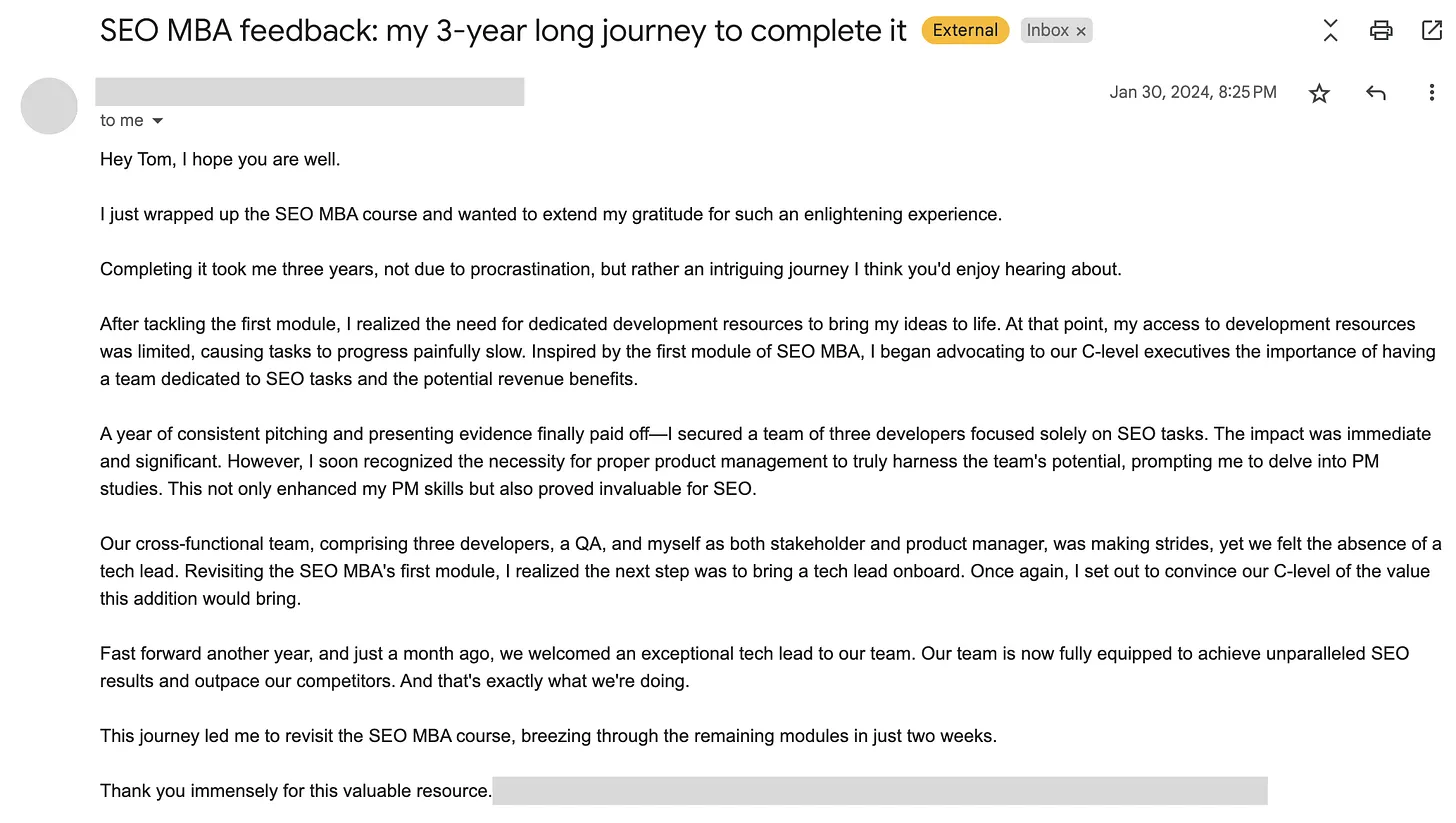 SEO MBA feedback: my 3-year long journey to complete it External Inbox ×
Jan 30, 2024, 8:25 PM
to me
Hey Tom, I hope you are well.
I just wrapped up the SEO MBA course and wanted to extend my gratitude for such an enlightening experience.
Completing it took me three years, not due to procrastination, but rather an intriguing journey I think you'd enjoy hearing about.
After tackling the first module, I realized the need for dedicated development resources to bring my ideas to life. At that point, my access to development resources
was limited, causing tasks to progress painfully slow. Inspired by the first module of SEO MBA, I began advocating to our C-level executives the importance of having
a team dedicated to SEO tasks and the potential revenue benefits.
A year of consistent pitching and presenting evidence finally paid off—I secured a team of three developers focused solely on SEO tasks. The impact was immediate
and significant. However, I soon recognized the necessity for proper product management to truly harness the team's potential, prompting me to delve into PM
studies. This not only enhanced my PM skills but also proved invaluable for SEO.
Our cross-functional team, comprising three developers, a QA, and myself as both stakeholder and product manager, was making strides, yet we felt the absence of a
tech lead. Revisiting the SEO MBA's first module, I realized the next step was to bring a tech lead onboard. Once again, I set out to convince our C-level of the value
this addition would bring.
Fast forward another year, and just a month ago, we welcomed an exceptional tech lead to our team. Our team is now fully equipped to achieve unparalleled SEO
results and outpace our competitors. And that's exactly what we're doing.
This journey led me to revisit the SEO MBA course, breezing through the remaining modules in just two weeks.
Thank you immensely for this valuable resource.